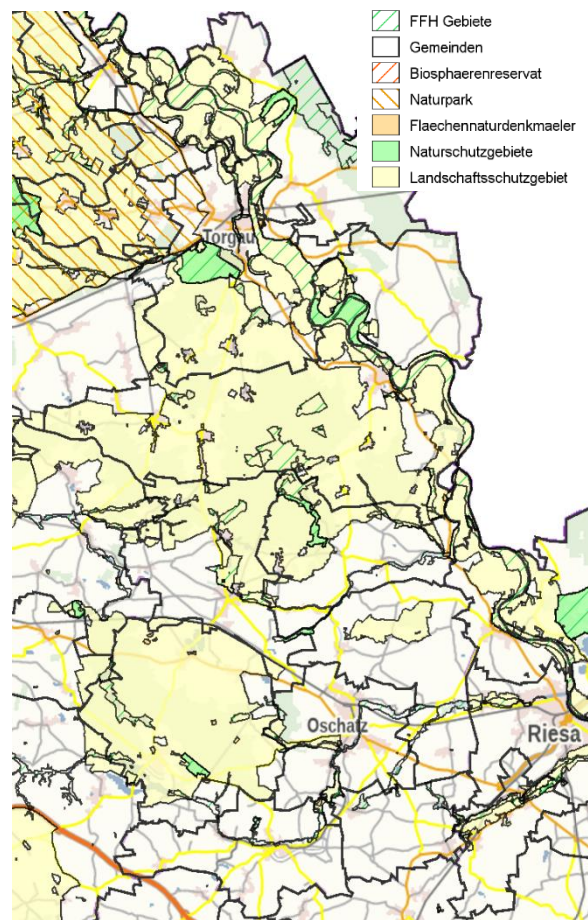 FFH Gebiete
Gemeinden
Biosphaerenreservat
Naturpark
Flaechennaturdenkmaeler
Naturschutzgebiete
Landschaftsschutzgebiet
Torgau
Oschatz
Riesa